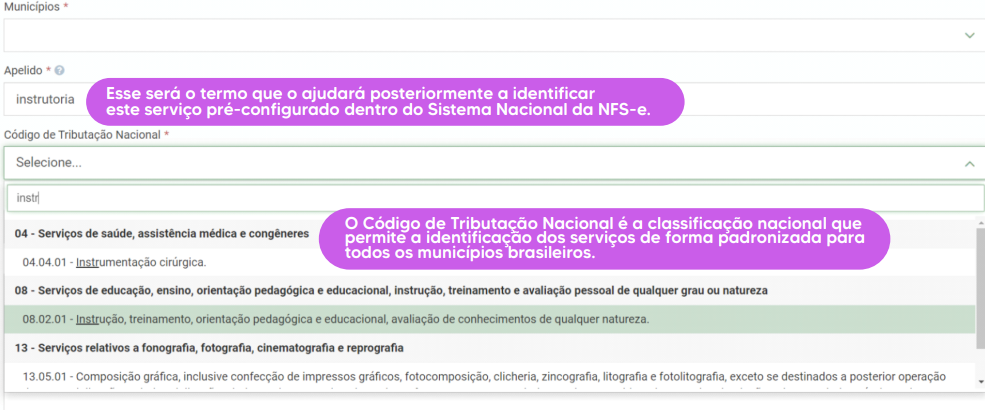 Municípios *
Apelido *
instrutoria
Esse será o termo que o ajudará posteriormente a identificar
este serviço pré-configurado dentro do Sistema Nacional da NFS-e.
Código de Tributação Nacional *
Selecione...
instr
O Código de Tributação Nacional é a classificação nacional que
permite a identificação dos serviços de forma padronizada para
todos os municípios brasileiros.
04 - Serviços de saúde, assistência médica e congêneres
04.04.01 - Instrumentação cirúrgica.
08 - Serviços de educação, ensino, orientação pedagógica e educacional, instrução, treinamento e avaliação pessoal de qualquer grau ou natureza
08.02.01 - Instrução, treinamento, orientação pedagógica e educacional, avaliação de conhecimentos de qualquer natureza.
13 - Serviços relativos a fonografia, fotografia, cinematografia e reprografia
13.05.01 - Composição gráfica, inclusive confecção de impressos gráficos, fotocomposição, clicheria, zincografia, litografia e fotolitografia, exceto se destinados a posterior operação